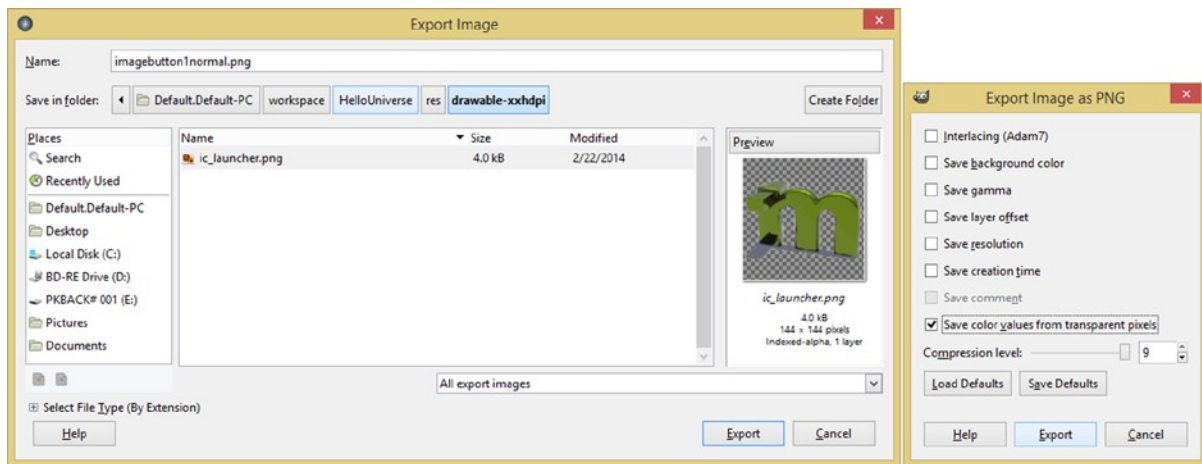 Export Image
Name: imagebutton1normal.png
Save in folder: Default.Default-PC workspace HelloUniverse res drawable-xxhdpi Create Folder
Places
Search
Recently Used
Default.Default-PC
Desktop
Local Disk (C:)
BD-RE Drive (D:)
PKBACK# 001 (E:)
Pictures
Documents
Name Size Modified
ic_launcher.png 4.0 kB 2/22/2014
Preview
m
ic_launcher.png
4.0 kB
144 × 144 pixels
Indexed-alpha, 1 layer
All export images
Select File Type (By Extension)
Help Export Cancel
Export Image as PNG
Interlacing (Adam7)
Save background color
Save gamma
Save layer offset
Save resolution
Save creation time
Save comment
Save color values from transparent pixels
Compression level: 9
Load Defaults Save Defaults
Help Export Cancel